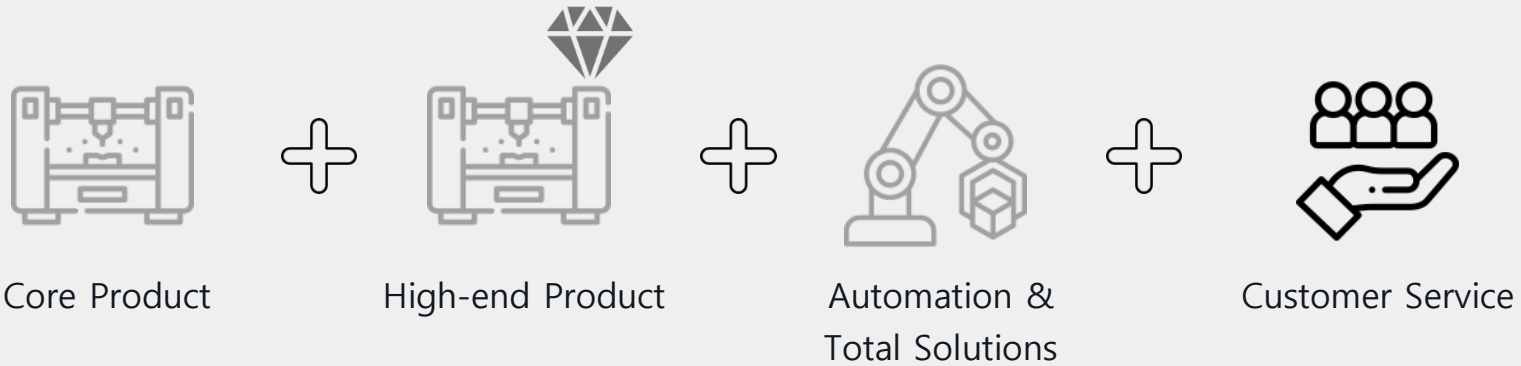 Core Product
High-end Product
Automation &
Total Solutions
Customer Service